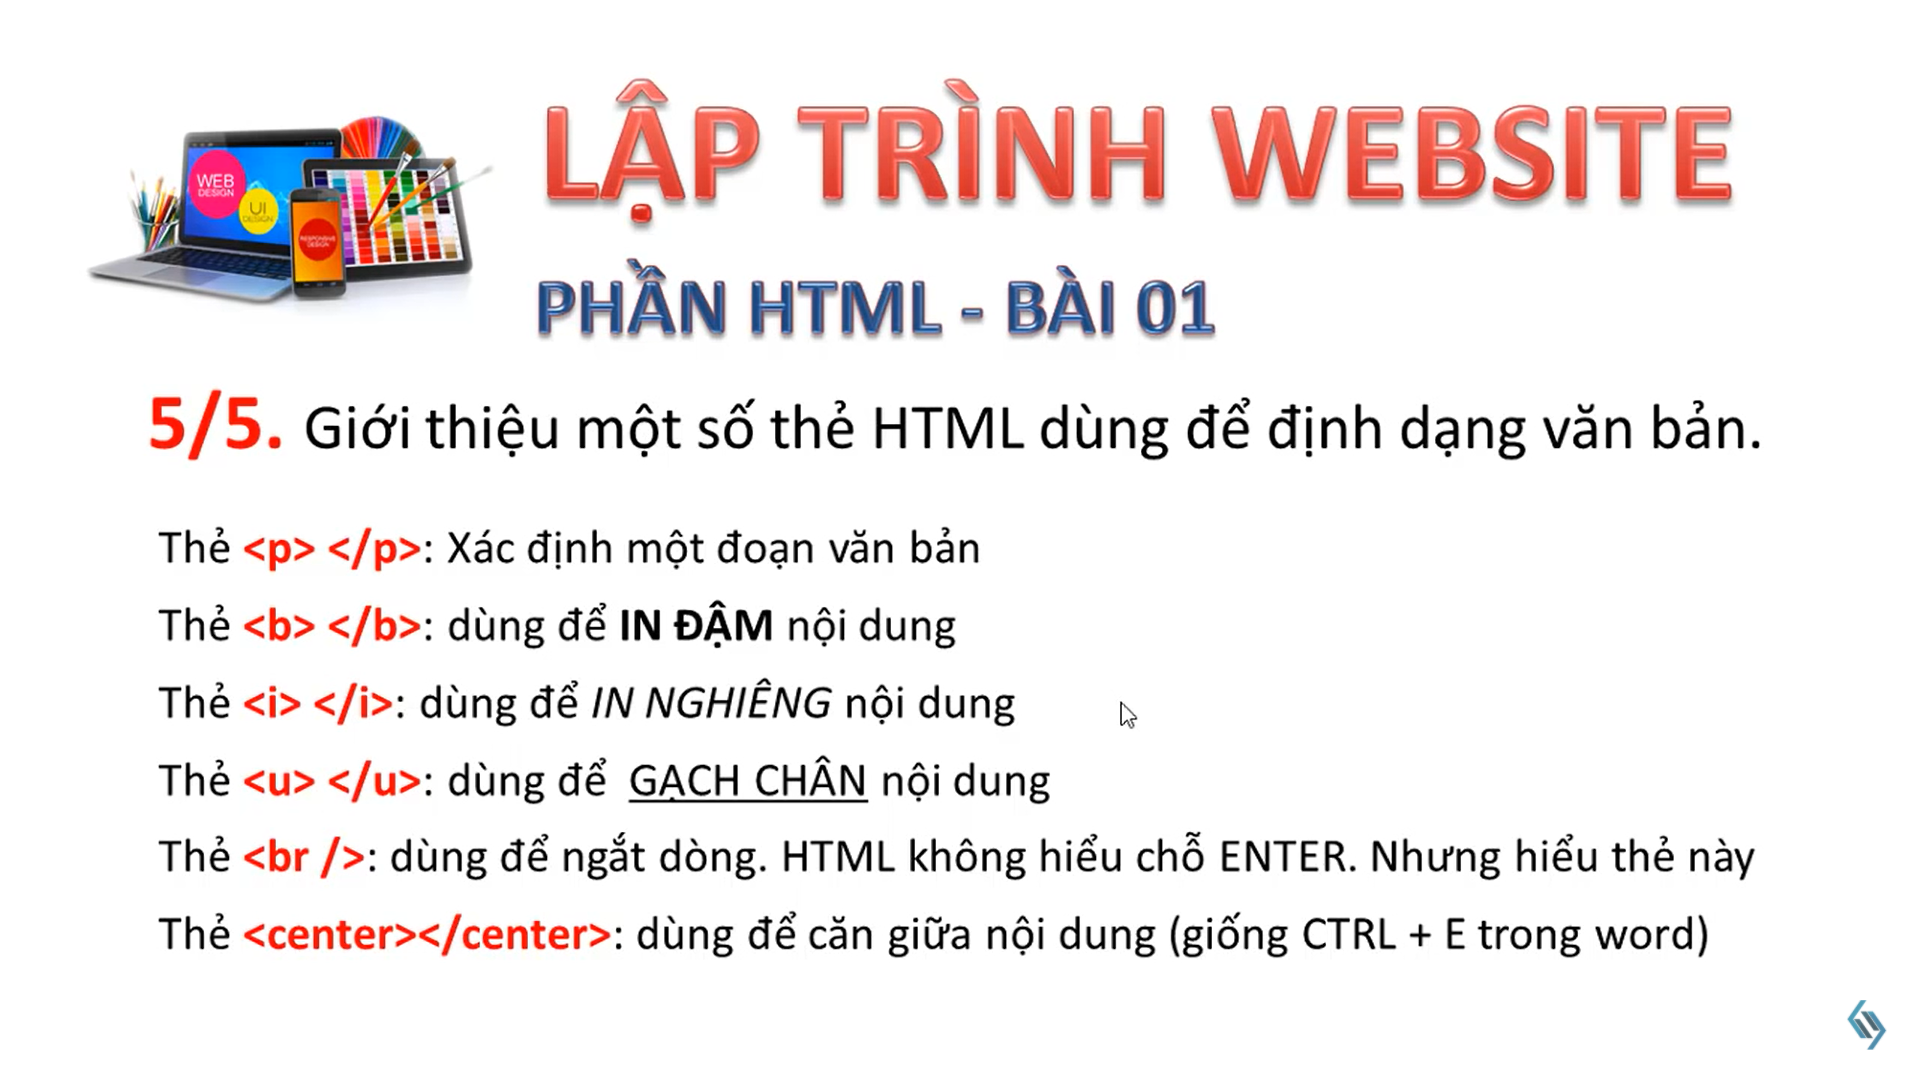 LẬP TRÌNH WEBSITE
WEB
DESIGN
UI
DESIGN
RESPONSIVE
DESIGN
PHẦN HTML - BÀI 01
5/5. Giới thiệu một số thẻ HTML dùng để định dạng văn bản.
Thẻ <p> </p>: Xác định một đoạn văn bản
Thẻ <b> </b>: dùng để IN ĐẬM nội dung
Thẻ <i> </i>: dùng để IN NGHIÊNG nội dung
Thẻ <u> </u>: dùng để GẠCH CHÂN nội dung
Thẻ <br />: dùng để ngắt dòng. HTML không hiểu chỗ ENTER. Nhưng hiểu thẻ này
Thẻ <center></center>: dùng để căn giữa nội dung (giống CTRL + E trong word)